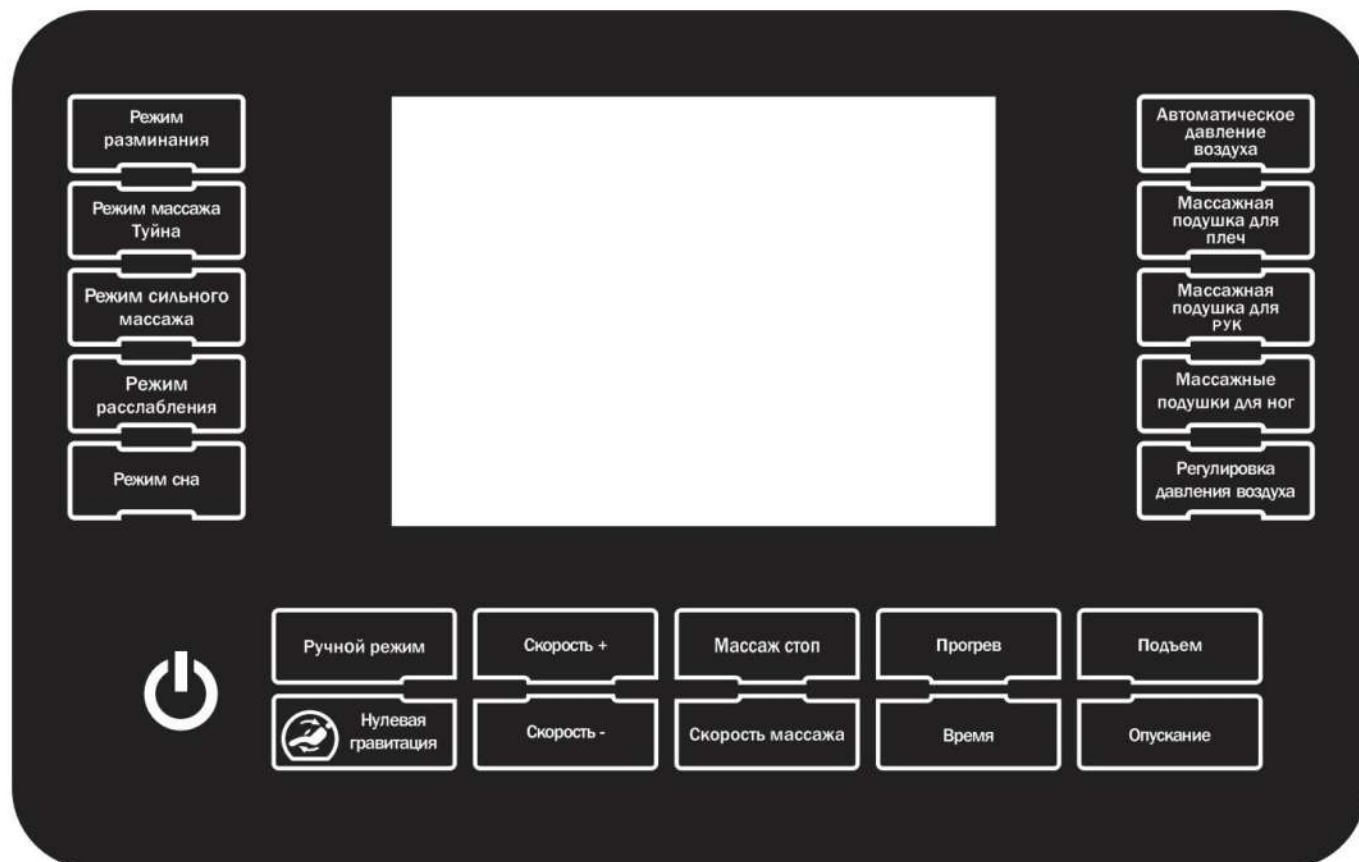 Режим
разминания
Режим массажа
Туйна
Режим сильного
массажа
Режим
расслабления
Режим сна
Автоматическое
давление
воздуха
Массажная
подушка для
плеч
Массажная
подушка для
РУК
Массажные
подушки для ног
Регулировка
давления воздуха
Ручной режим
Скорость +
Массаж стоп
Прогрев
Подъем
Нулевая
гравитация
Скорость -
Скорость массажа
Время
Опускание